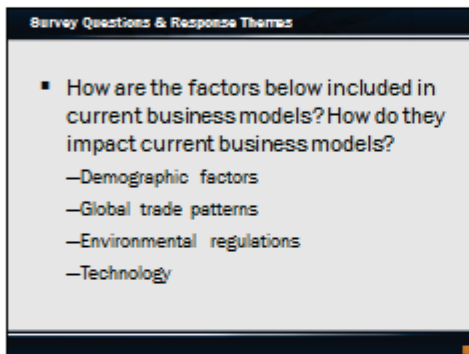 Survey Questions & Response Themes
▪ How are the factors below included in
current business models? How do they
impact current business models?
—Demographic factors
—Global trade patterns
—Environmental regulations
—Technology